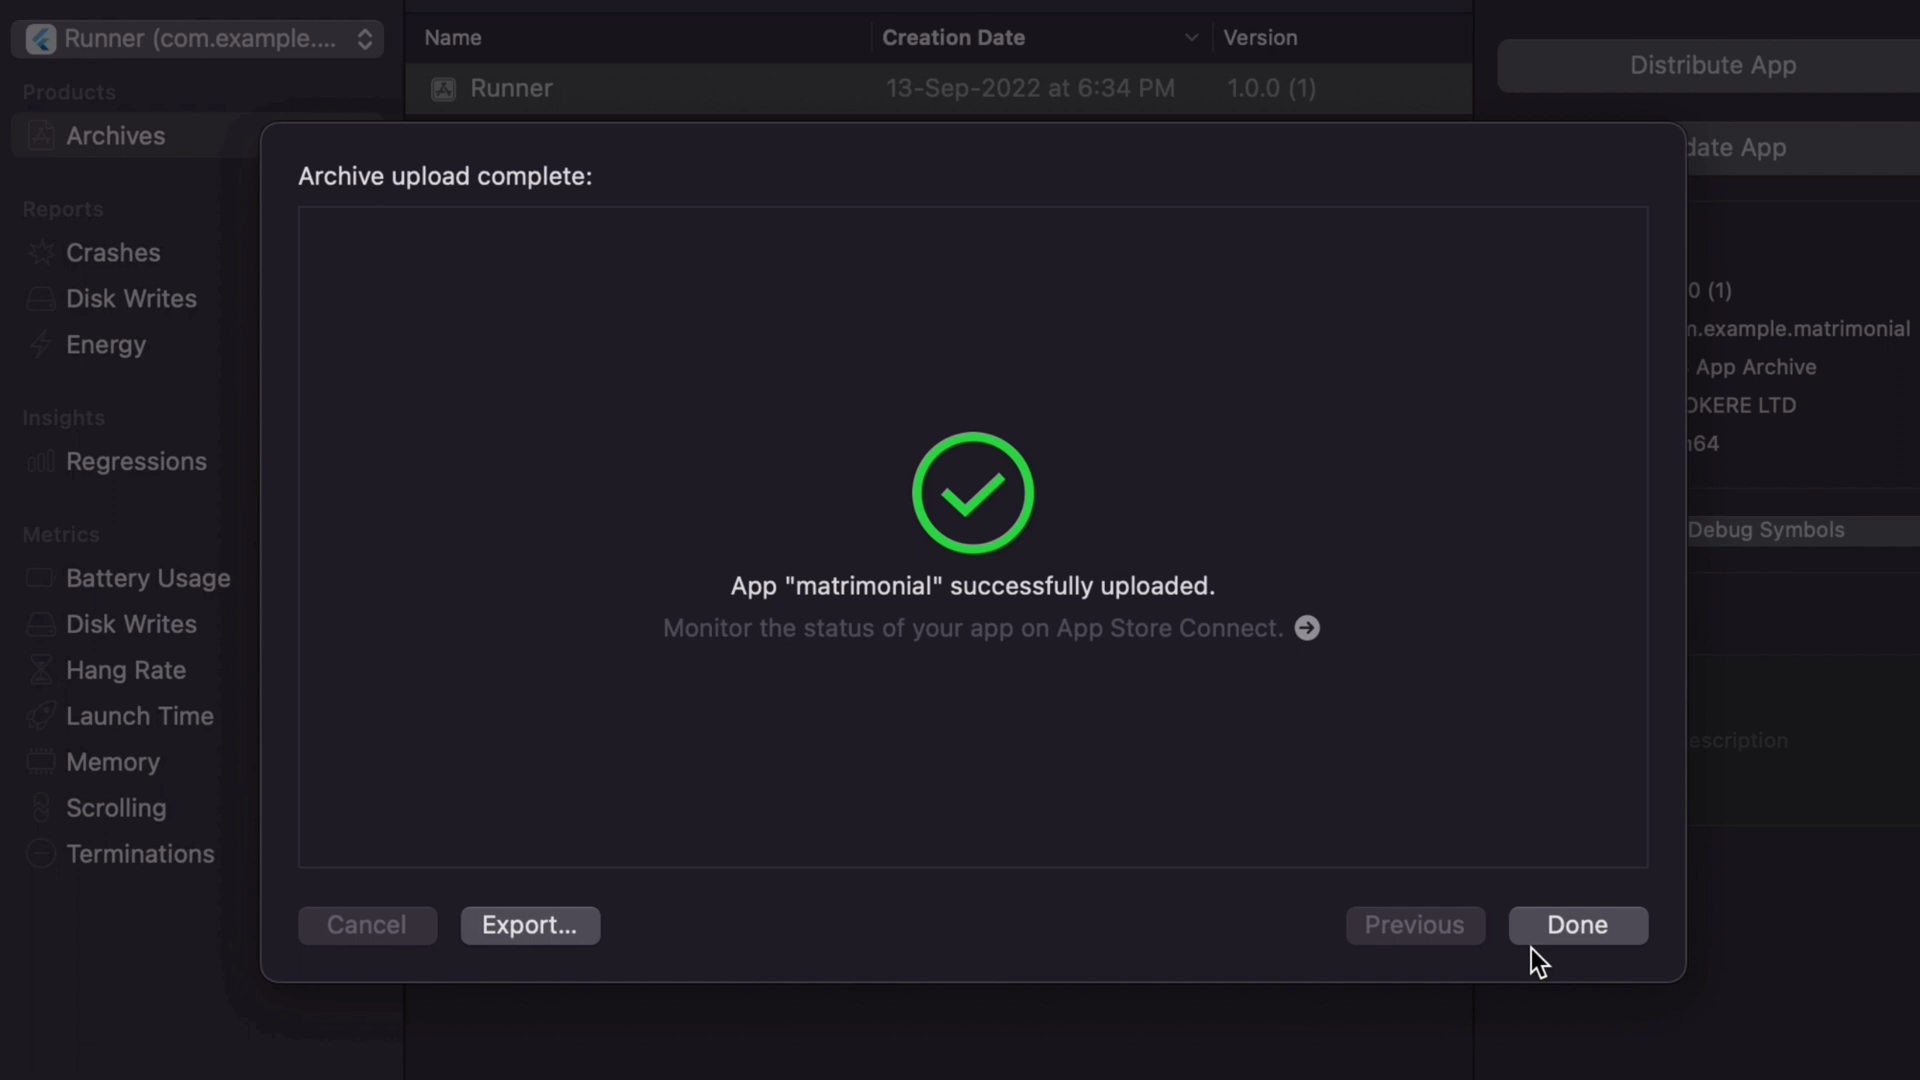 Runner (com.example....
Products
Archives
Reports
Crashes
Disk Writes
Energy
Insights
Regressions
Metrics
Battery Usage
Disk Writes
Hang Rate
Launch Time
Memory
Scrolling
Terminations
Name Creation Date Version
Runner 13-Sep-2022 at 6:34 PM 1.0.0 (1)
Archive upload complete:
App "matrimonial" successfully uploaded.
Monitor the status of your app on App Store Connect.
Cancel Export... Previous Done
Distribute App
date App
0 (1)
.example.matrimonial
App Archive
OKERE LTD
64
Debug Symbols
escription